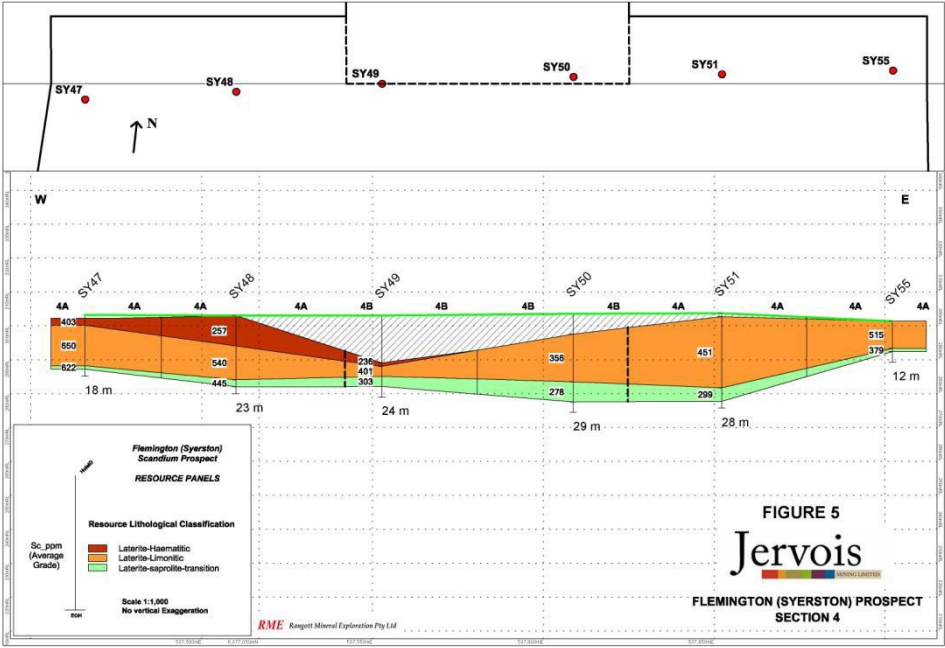 SY47
SY48
SY49
SY50
SY51
SY55
N
W
E
SY47
SY48
SY49
SY50
SY51
SY55
4A 4A 4A 4B 4B 4B 4B 4A 4A 4A
403
257
236
515
650
540
401
356
451
379
622
445
303
278
299
18 m
23 m
24 m
29 m
28 m
12 m
Flemington (Syerston)
Scandium Prospect
RESOURCE PANELS
HoleID
Resource Lithological Classification
Sc_ppm
(Average
Grade)
Laterite-Haematitic
Laterite-Limonitic
Laterite-saprolite-transition
Scale 1:1,000
No vertical Exaggeration
EOH
RME Rangott Mineral Exploration Pty Ltd
FIGURE 5
Jervois
MINING LIMITED
FLEMINGTON (SYERSTON) PROSPECT
SECTION 4